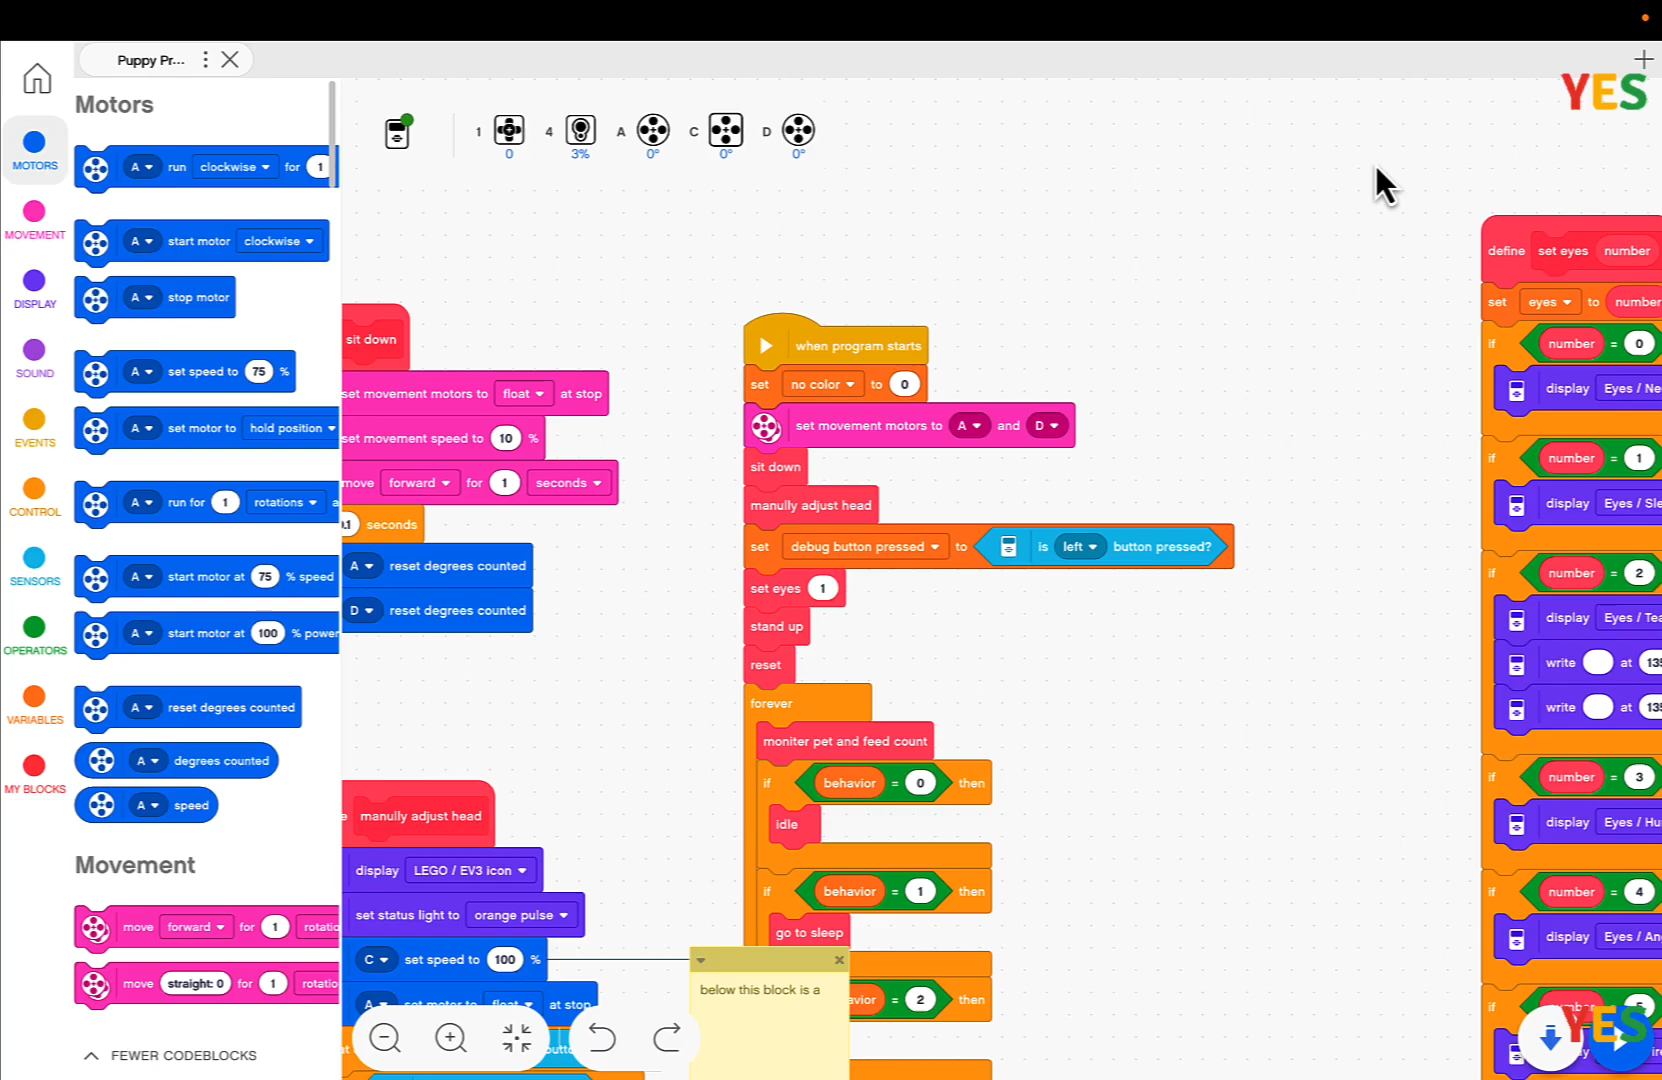 Puppy Pr...
YES
Motors
MOTORS
MOVEMENT
DISPLAY
SOUND
EVENTS
CONTROL
SENSORS
OPERATORS
VARIABLES
MY BLOCKS
A run clockwise for 1
A start motor clockwise
A stop motor
A set speed to 75 %
A set motor to hold position
A run for 1 rotations
A start motor at 75 % speed
A start motor at 100 % power
A reset degrees counted
A degrees counted
A speed
Movement
move forward for 1
move straight: 0 for 1
FEWER CODEBLOCKS
1 4 A C D
0 3% 0° 0° 0°
sit down
set movement motors to float at stop
set movement speed to 10 %
move forward for 1 seconds
seconds
A reset degrees counted
D reset degrees counted
manully adjust head
display LEGO / EV3 icon
set status light to orange pulse
C set speed to 100 %
A set motor to float at stop
when program starts
set no color to 0
set movement motors to A and D
sit down
manully adjust head
set debug button pressed to is left button pressed?
set eyes 1
stand up
reset
forever
moniter pet and feed count
if behavior = 0 then
idle
if behavior = 1 then
go to sleep
= 2 then
below this block is a
define set eyes number
set eyes to number
if number = 0
display Eyes /
if number = 1
display Eyes /
if number = 2
display Eyes /
write at
write at
if number = 3
display Eyes /
if number = 4
display Eyes /
if number
YES